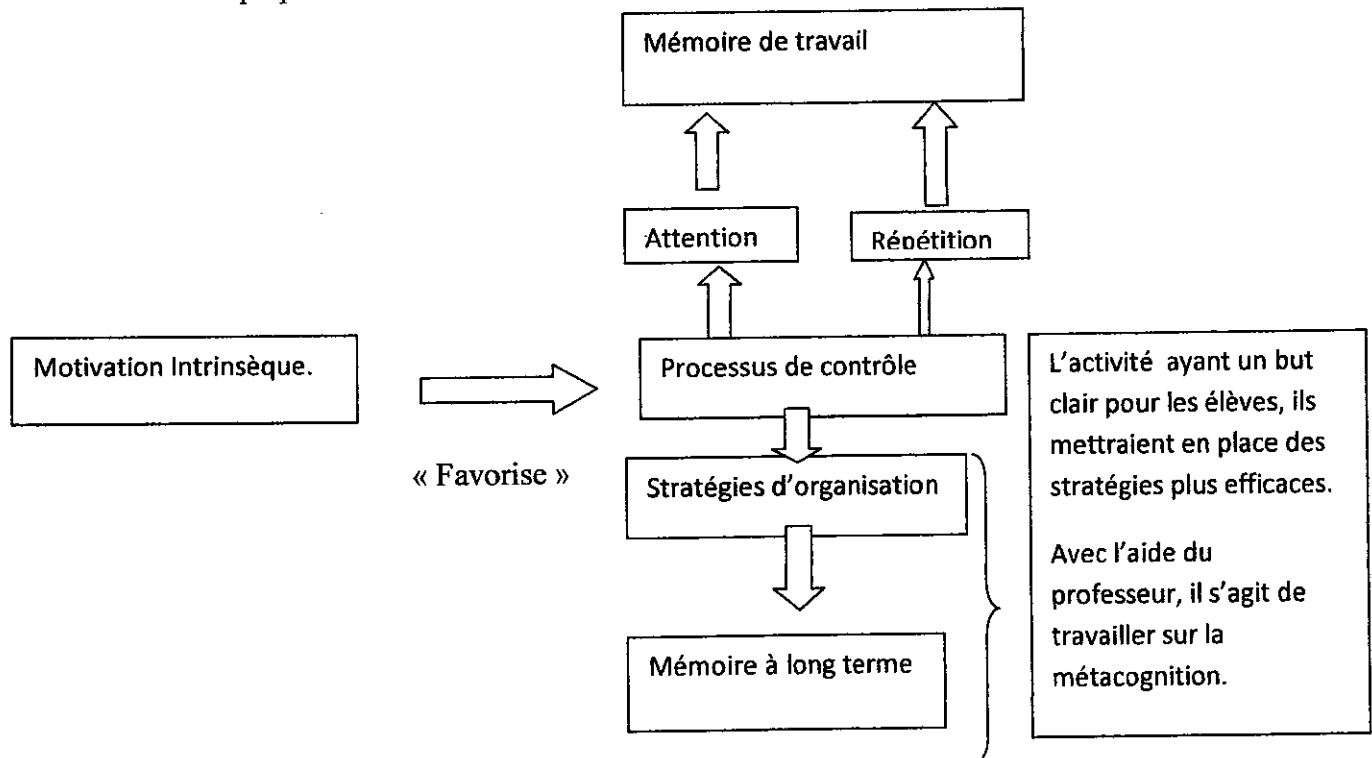 Mémoire de travail
Attention
Répétition
Motivation Intrinsèque.
« Favorise »
Processus de contrôle
Stratégies d'organisation
Mémoire à long terme
L'activité ayant un but
clair pour les élèves, ils
mettraient en place des
stratégies plus efficaces.
Avec l'aide du
professeur, il s'agit de
travailler sur la
métacognition.